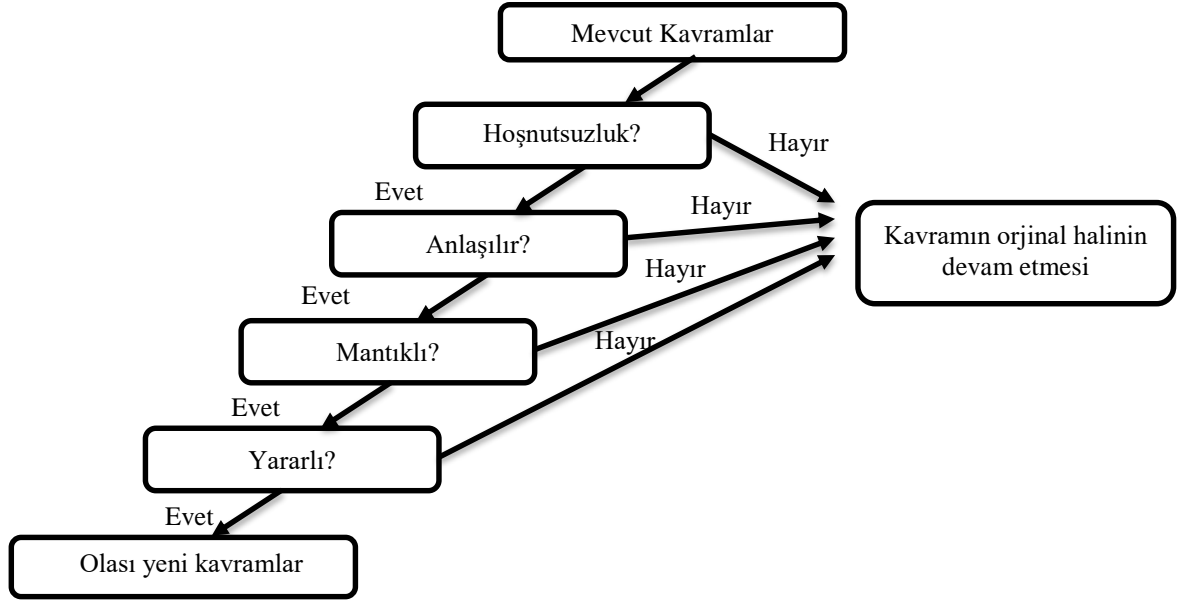 Mevcut Kavramlar
Hoşnutsuzluk?
Hayır
Evet
Hayır
Anlaşılır?
Kavramın orjinal halinin
devam etmesi
Hayır
Evet
Mantıklı?
Hayır
Evet
Yararlı?
Evet
Olası yeni kavramlar